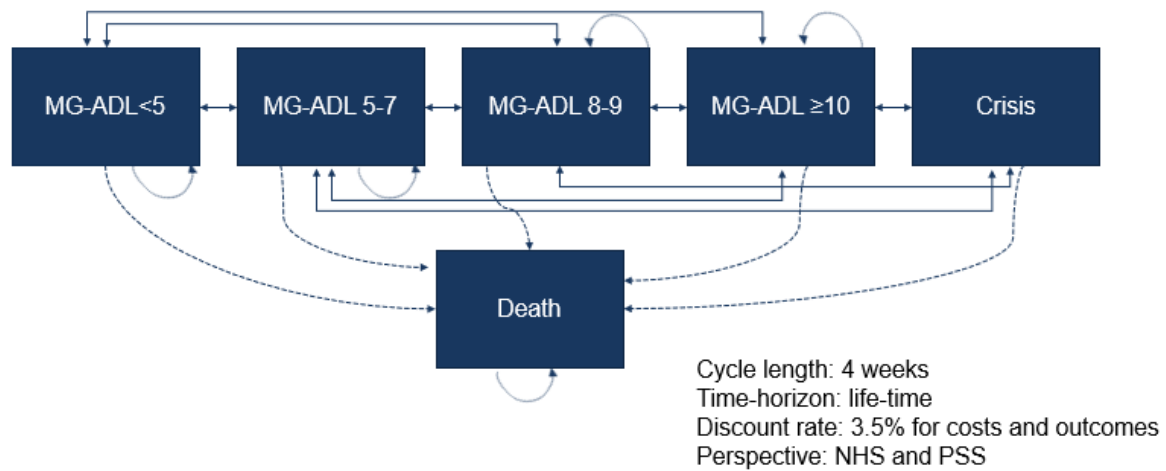 MG-ADL<5
MG-ADL 5-7
MG-ADL 8-9
MG-ADL ≥10
Crisis
Death
Cycle length: 4 weeks
Time-horizon: life-time
Discount rate: 3.5% for costs and outcomes
Perspective: NHS and PSS